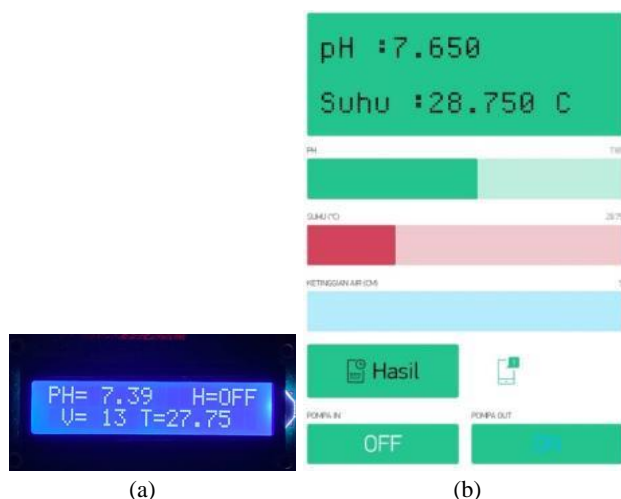 pH :7.650
Suhu :28.750 C
PH
SUHU (°C)
KETINGGIAN AIR (CM)
Hasil
POMPA IN
POMPA OUT
OFF
ON
PH= 7.39 H=OFF
V= 13 T=27.75
(a)
(b)